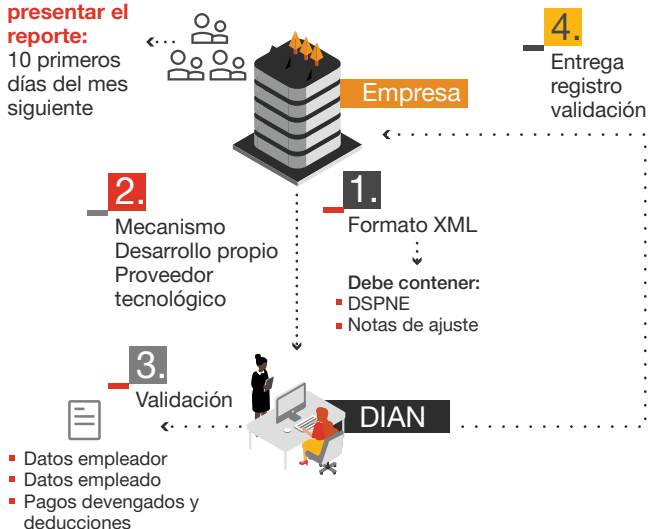 presentar el
reporte:
10 primeros
días del mes
siguiente
Empresa
4.
Entrega
registro
validación
2.
Mecanismo
Desarrollo propio
Proveedor
tecnológico
1.
Formato XML
Debe contener:
DSPNE
Notas de ajuste
3.
Validación
DIAN
Datos empleador
Datos empleado
Pagos devengados y
deducciones